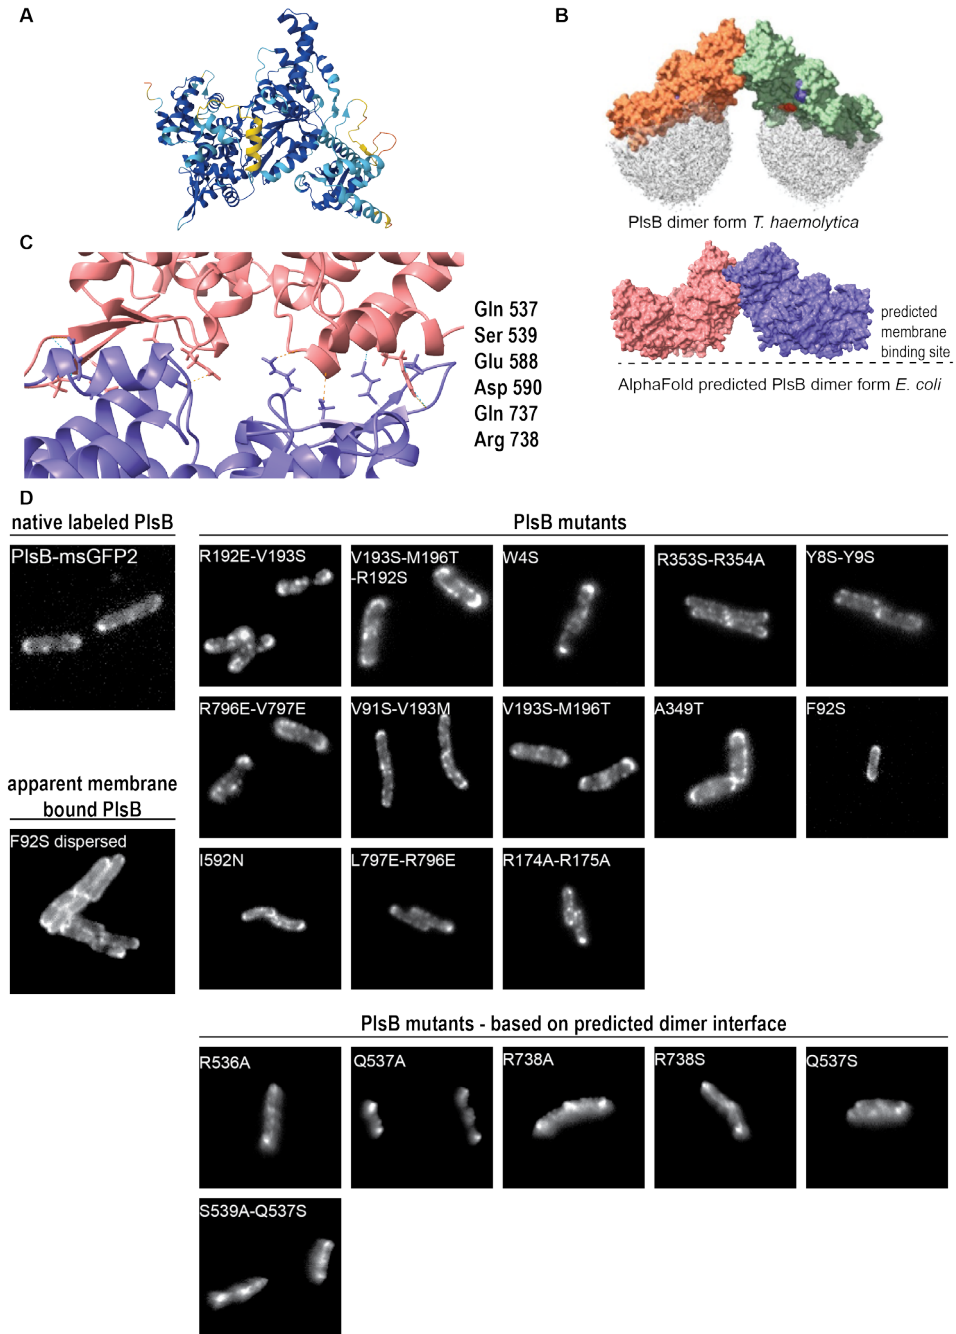 A
B
PlsB dimer form T. haemolytica
C
Gln 537
Ser 539
Glu 588
Asp 590
Gln 737
Arg 738
predicted
membrane
binding site
AlphaFold predicted PlsB dimer form E. coli
D
native labeled PlsB
PlsB mutants
PlsB-msGFP2
R192E-V193S
V193S-M196T
-R192S
W4S
R353S-R354A
Y8S-Y9S
R796E-V797E
V91S-V193M
V193S-M196T
A349T
F92S
apparent membrane
bound PlsB
F92S dispersed
I592N
L797E-R796E
R174A-R175A
PlsB mutants - based on predicted dimer interface
R536A
Q537A
R738A
R738S
Q537S
S539A-Q537S